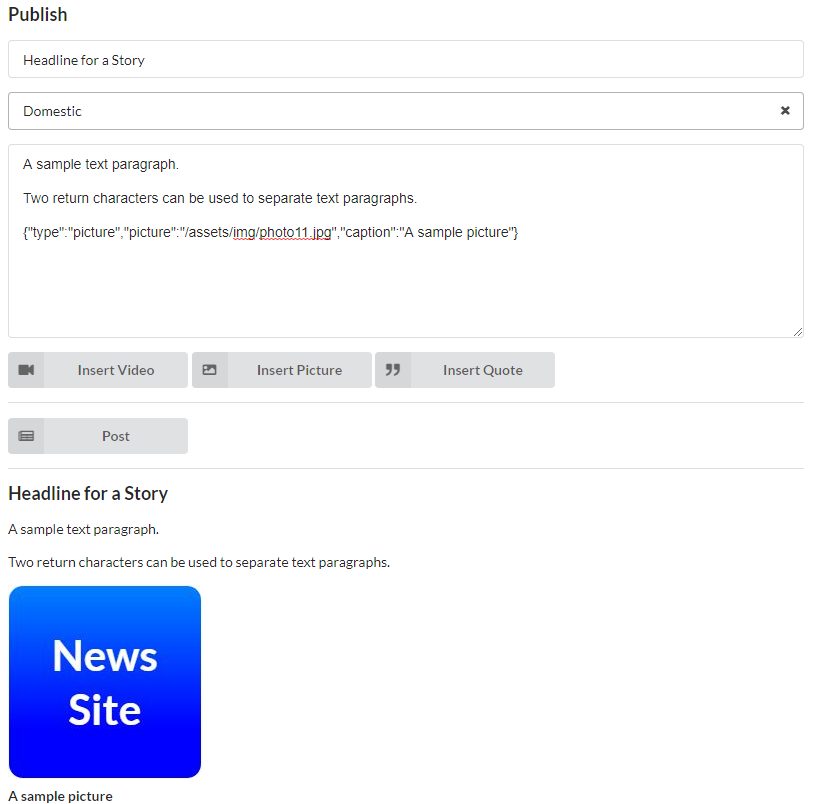 Publish
Headline for a Story
Domestic
A sample text paragraph.
Two return characters can be used to separate text paragraphs.
{"type":"picture","picture":"/assets/img/photo11.jpg","caption":"A sample picture"}
Insert Video
Insert Picture
Insert Quote
Post
Headline for a Story
A sample text paragraph.
Two return characters can be used to separate text paragraphs.
News
Site
A sample picture